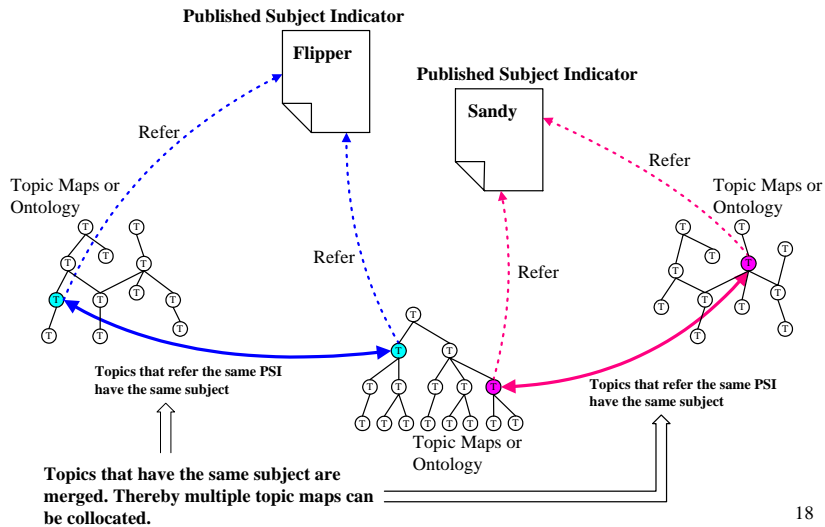 Published Subject Indicator
Flipper
Published Subject Indicator
Sandy
Refer
Refer
Topic Maps or
Ontology
Topic Maps or
Ontology
T T
T
T T
T T T T
T T T
Refer
Refer
T T
T T
T T
T T T
T T T
T
T T
T T T T T
T T T T T T T T
Topics that refer the same PSI
have the same subject
Topics that refer the same PSI
have the same subject
Topic Maps or
Ontology
Topics that have the same subject are
merged. Thereby multiple topic maps can
be collocated.
18